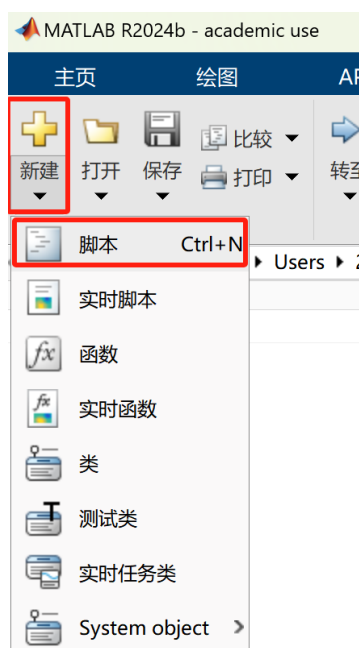 MATLAB R2024b - academic use
主页 绘图 AP
新建 打开 保存 比较 打印 转至
脚本 Ctrl+N
Users
实时脚本
fx 函数
fx 实时函数
类
T 测试类
实时任务类
System object